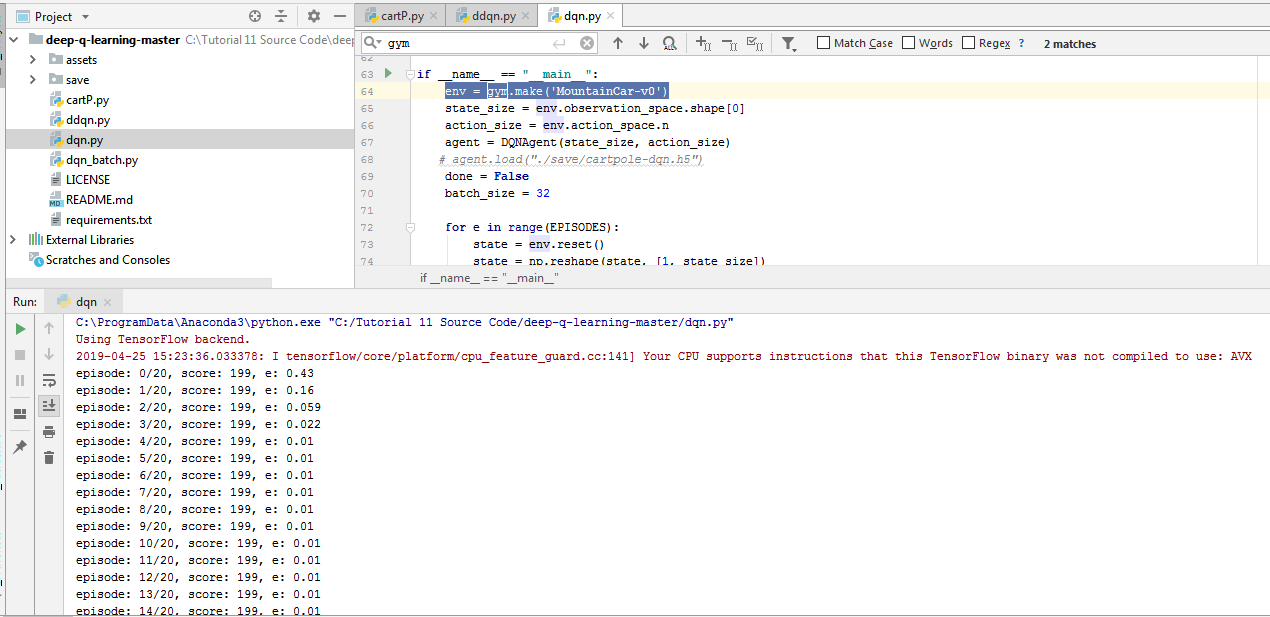 Project
cartP.py
ddqn.py
dqn.py
deep-q-learning-master C:\Tutorial 11 Source Code\deep
assets
save
cartP.py
ddqn.py
dqn.py
dqn_batch.py
LICENSE
README.md
requirements.txt
External Libraries
Scratches and Consoles
gym
Match Case
Words
Regex
?
2 matches
62
63 if __name__ == "__main__":
64 env = gym.make('MountainCar-v0')
65 state_size = env.observation_space.shape[0]
66 action_size = env.action_space.n
67 agent = DQNAgent(state_size, action_size)
68 # agent.load("./save/cartpole-dqn.h5")
69 done = False
70 batch_size = 32
71
72 for e in range(EPISODES):
73 state = env.reset()
74 state = np.reshape(state, [1, state_size])
if __name__ == "__main__"
Run: dqn
C:\ProgramData\Anaconda3\python.exe "C:/Tutorial 11 Source Code/deep-q-learning-master/dqn.py"
Using TensorFlow backend.
2019-04-25 15:23:36.033378: I tensorflow/core/platform/cpu_feature_guard.cc:141] Your CPU supports instructions that this TensorFlow binary was not compiled to use: AVX
episode: 0/20, score: 199, e: 0.43
episode: 1/20, score: 199, e: 0.16
episode: 2/20, score: 199, e: 0.059
episode: 3/20, score: 199, e: 0.022
episode: 4/20, score: 199, e: 0.01
episode: 5/20, score: 199, e: 0.01
episode: 6/20, score: 199, e: 0.01
episode: 7/20, score: 199, e: 0.01
episode: 8/20, score: 199, e: 0.01
episode: 9/20, score: 199, e: 0.01
episode: 10/20, score: 199, e: 0.01
episode: 11/20, score: 199, e: 0.01
episode: 12/20, score: 199, e: 0.01
episode: 13/20, score: 199, e: 0.01
episode: 14/20, score: 199, e: 0.01